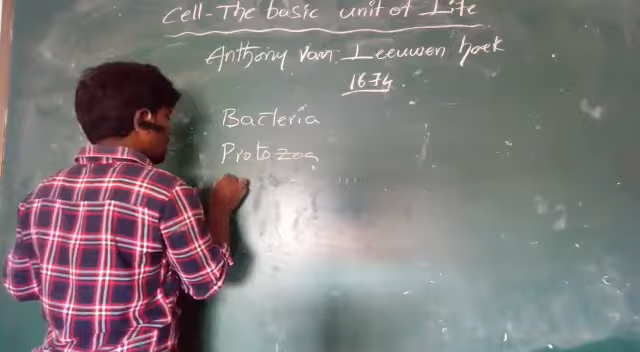 Cell - The basic unit of Life
Anthony Van Leeuwen hoek
1674
Bacteria
Protozoa